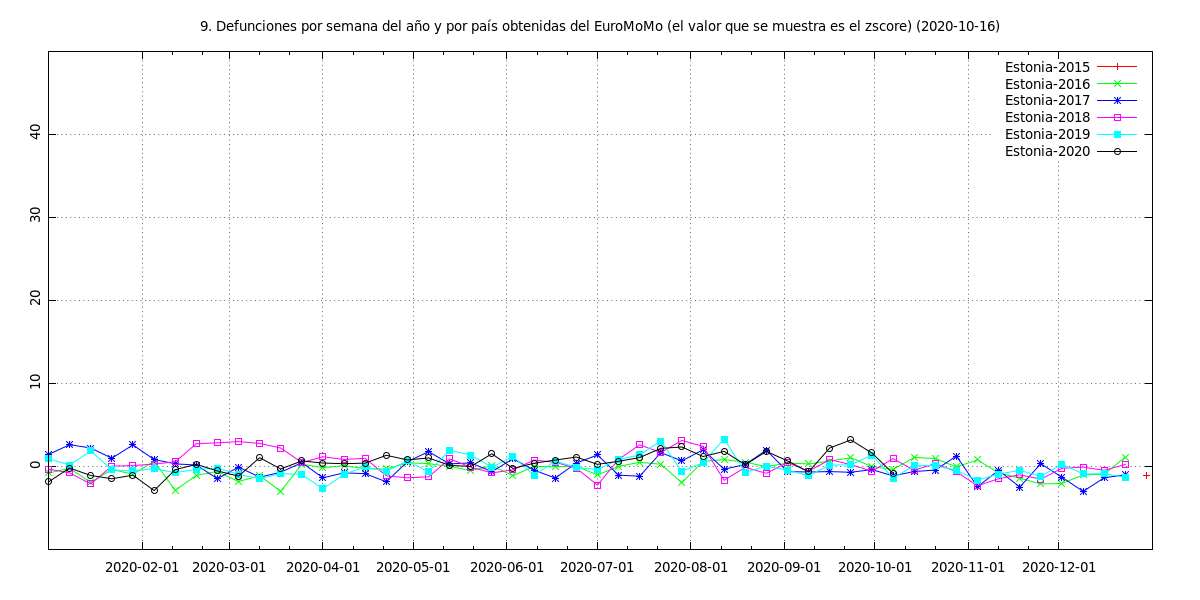 9. Defunciones por semana del año y por país obtenidas del EuroMoMo (el valor que se muestra es el zscore) (2020-10-16)
Estonia-2015
Estonia-2016
Estonia-2017
Estonia-2018
Estonia-2019
Estonia-2020
40
30
20
10
0
2020-02-01 2020-03-01 2020-04-01 2020-05-01 2020-06-01 2020-07-01 2020-08-01 2020-09-01 2020-10-01 2020-11-01 2020-12-01